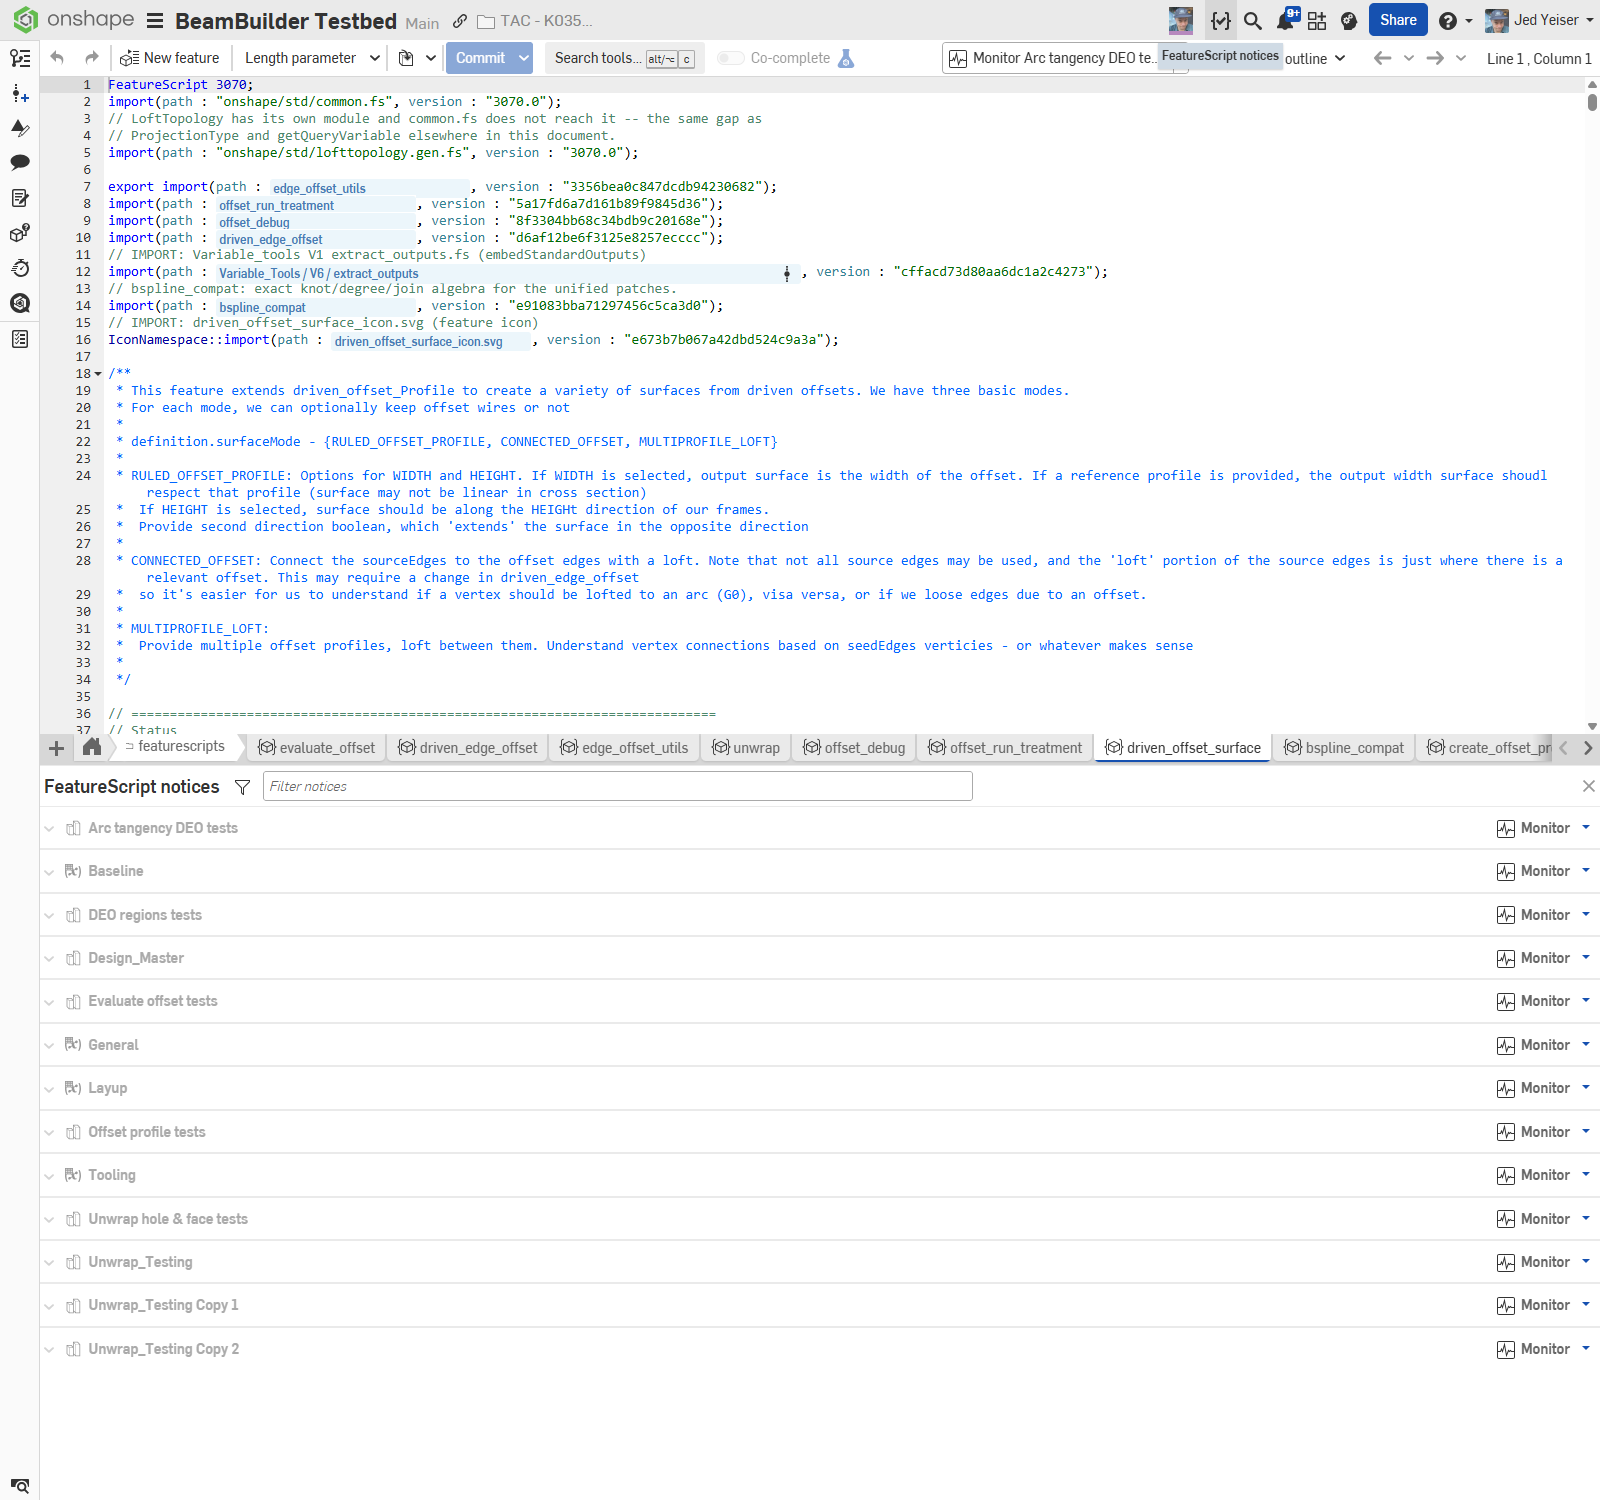 onshape BeamBuilder Testbed Main TAC - K035... 9+ Share Jed Yeiser
New feature Length parameter Commit Search tools... alt/⌥ c Co-complete Monitor Arc tangency DEO te... FeatureScript notices outline Line 1 , Column 1
1 FeatureScript 3070;
2 import(path : "onshape/std/common.fs", version : "3070.0");
3 // LoftTopology has its own module and common.fs does not reach it -- the same gap as
4 // ProjectionType and getQueryVariable elsewhere in this document.
5 import(path : "onshape/std/lofttopology.gen.fs", version : "3070.0");
6
7 export import(path : edge_offset_utils , version : "3356bea0c847dcdb94230682");
8 import(path : offset_run_treatment , version : "5a17fd6a7d161b89f9845d36");
9 import(path : offset_debug , version : "8f3304bb68c34bdb9c20168e");
10 import(path : driven_edge_offset , version : "d6af12be6f3125e8257ecccc");
11 // IMPORT: Variable_tools V1 extract_outputs.fs (embedStandardOutputs)
12 import(path : Variable_Tools / V6 / extract_outputs , version : "cffacd73d80aa6dc1a2c4273");
13 // bspline_compat: exact knot/degree/join algebra for the unified patches.
14 import(path : bspline_compat , version : "e91083bba71297456c5ca3d0");
15 // IMPORT: driven_offset_surface_icon.svg (feature icon)
16 IconNamespace::import(path : driven_offset_surface_icon.svg , version : "e673b7b067a42dbd524c9a3a");
17
18 /**
19 * This feature extends driven_offset_Profile to create a variety of surfaces from driven offsets. We have three basic modes.
20 * For each mode, we can optionally keep offset wires or not
21 *
22 * definition.surfaceMode - {RULED_OFFSET_PROFILE, CONNECTED_OFFSET, MULTIPROFILE_LOFT}
23 *
24 * RULED_OFFSET_PROFILE: Options for WIDTH and HEIGHT. If WIDTH is selected, output surface is the width of the offset. If a reference profile is provided, the output width surface shoudl
respect that profile (surface may not be linear in cross section)
25 * If HEIGHT is selected, surface should be along the HEIGHt direction of our frames.
26 * Provide second direction boolean, which 'extends' the surface in the opposite direction
27 *
28 * CONNECTED_OFFSET: Connect the sourceEdges to the offset edges with a loft. Note that not all source edges may be used, and the 'loft' portion of the source edges is just where there is a
relevant offset. This may require a change in driven_edge_offset
29 * so it's easier for us to understand if a vertex should be lofted to an arc (G0), visa versa, or if we loose edges due to an offset.
30 *
31 * MULTIPROFILE_LOFT:
32 * Provide multiple offset profiles, loft between them. Understand vertex connections based on seedEdges verticies - or whatever makes sense
33 *
34 */
35
36 // ============================================================================
37 // Status
featurescripts evaluate_offset driven_edge_offset edge_offset_utils unwrap offset_debug offset_run_treatment driven_offset_surface bspline_compat create_offset_pr
FeatureScript notices Filter notices
Arc tangency DEO tests Monitor
Baseline Monitor
DEO regions tests Monitor
Design_Master Monitor
Evaluate offset tests Monitor
General Monitor
Layup Monitor
Offset profile tests Monitor
Tooling Monitor
Unwrap hole & face tests Monitor
Unwrap_Testing Monitor
Unwrap_Testing Copy 1 Monitor
Unwrap_Testing Copy 2 Monitor